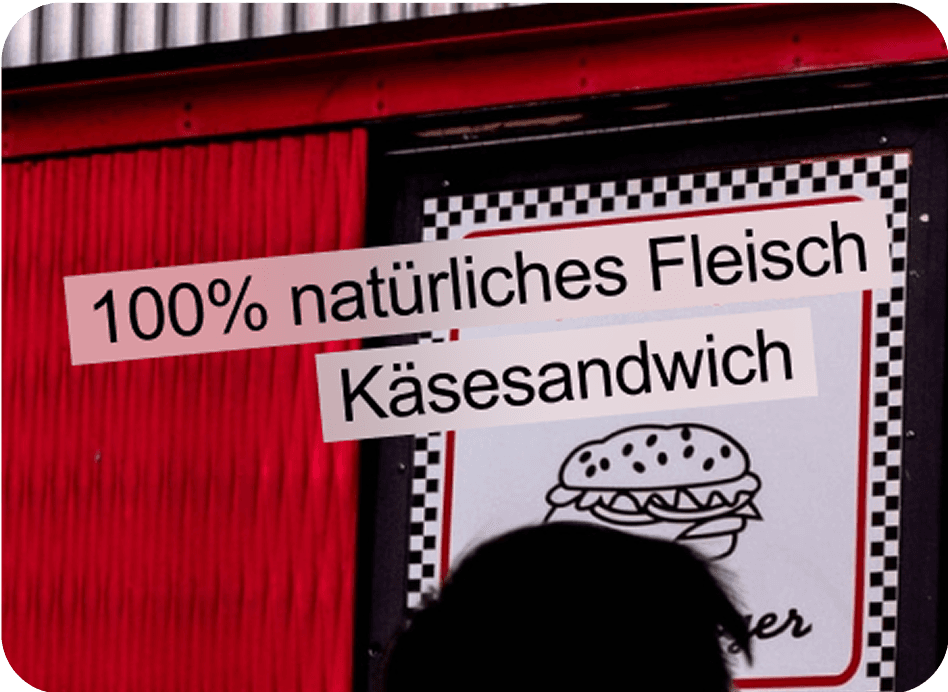 100% natürliches Fleisch
Käsesandwich